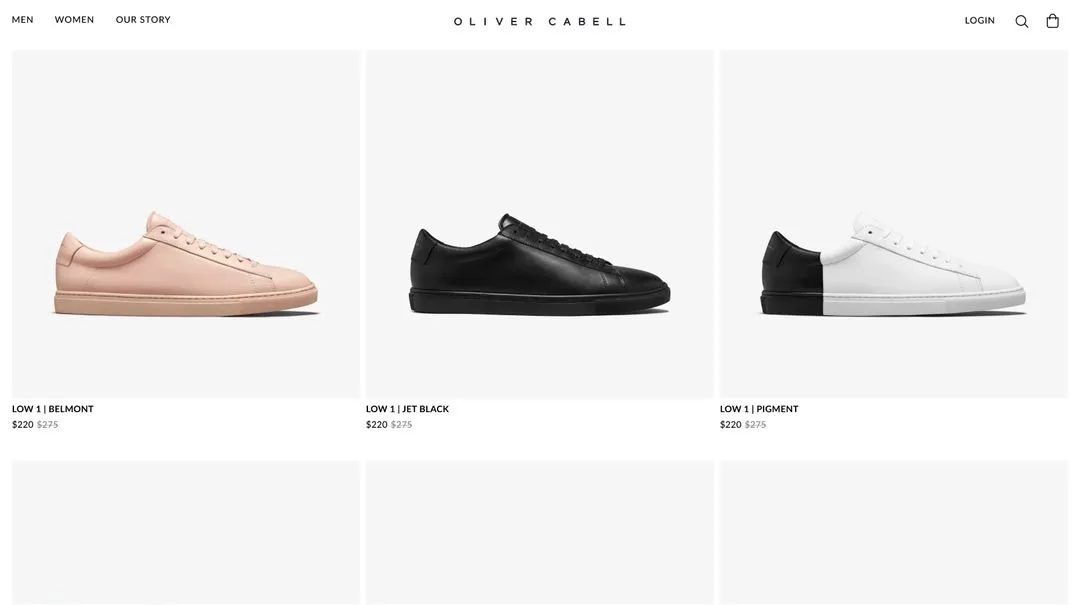 MEN WOMEN OUR STORY OLIVER CABELL LOGIN
LOW 1 | BELMONT
$220 $275
LOW 1 | JET BLACK
$220 $275
LOW 1 | PIGMENT
$220 $275